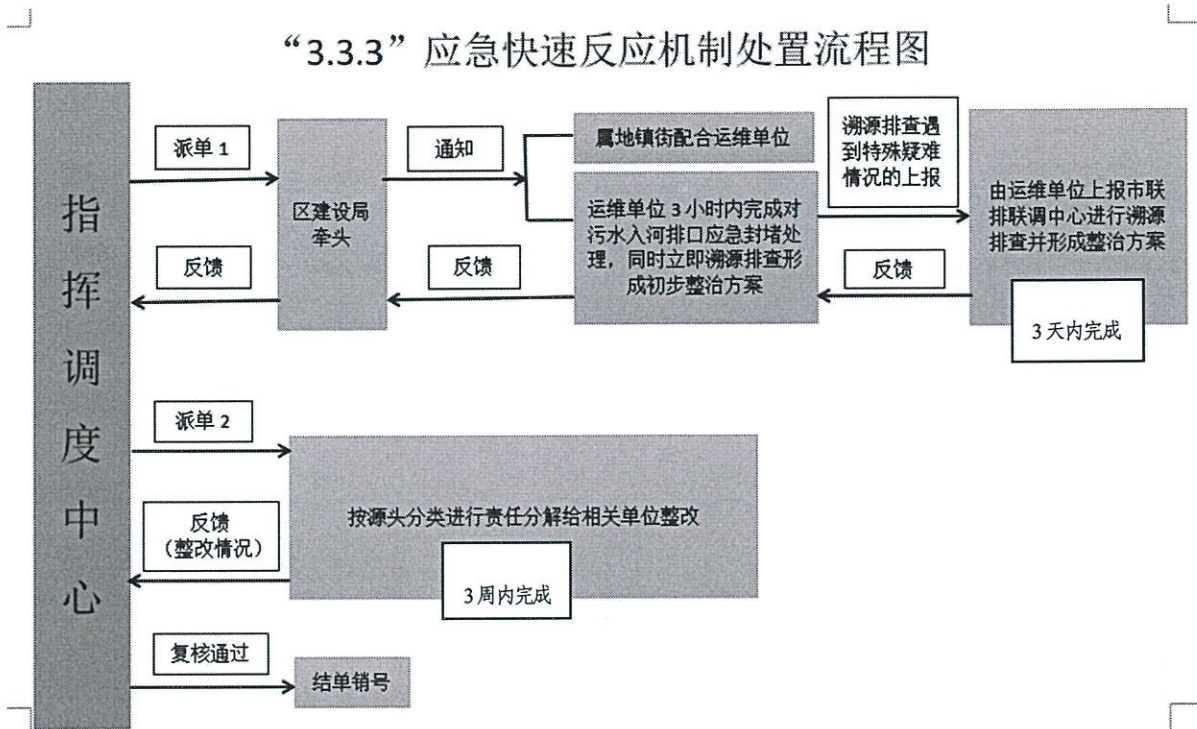 “3.3.3”应急快速反应机制处置流程图
指
挥
调
度
中
心
派单 1
反馈
区建设局
牵头
通知
反馈
属地镇街配合运维单位
运维单位 3 小时内完成对
污水入河排口应急封堵处
理，同时立即溯源排查形
成初步整治方案
溯源排查遇
到特殊疑难
情况的上报
反馈
由运维单位上报市联
排联调中心进行溯源
排查并形成整治方案
3 天内完成
派单 2
反馈
（整改情况）
按源头分类进行责任分解给相关单位整改
3 周内完成
复核通过
结单销号